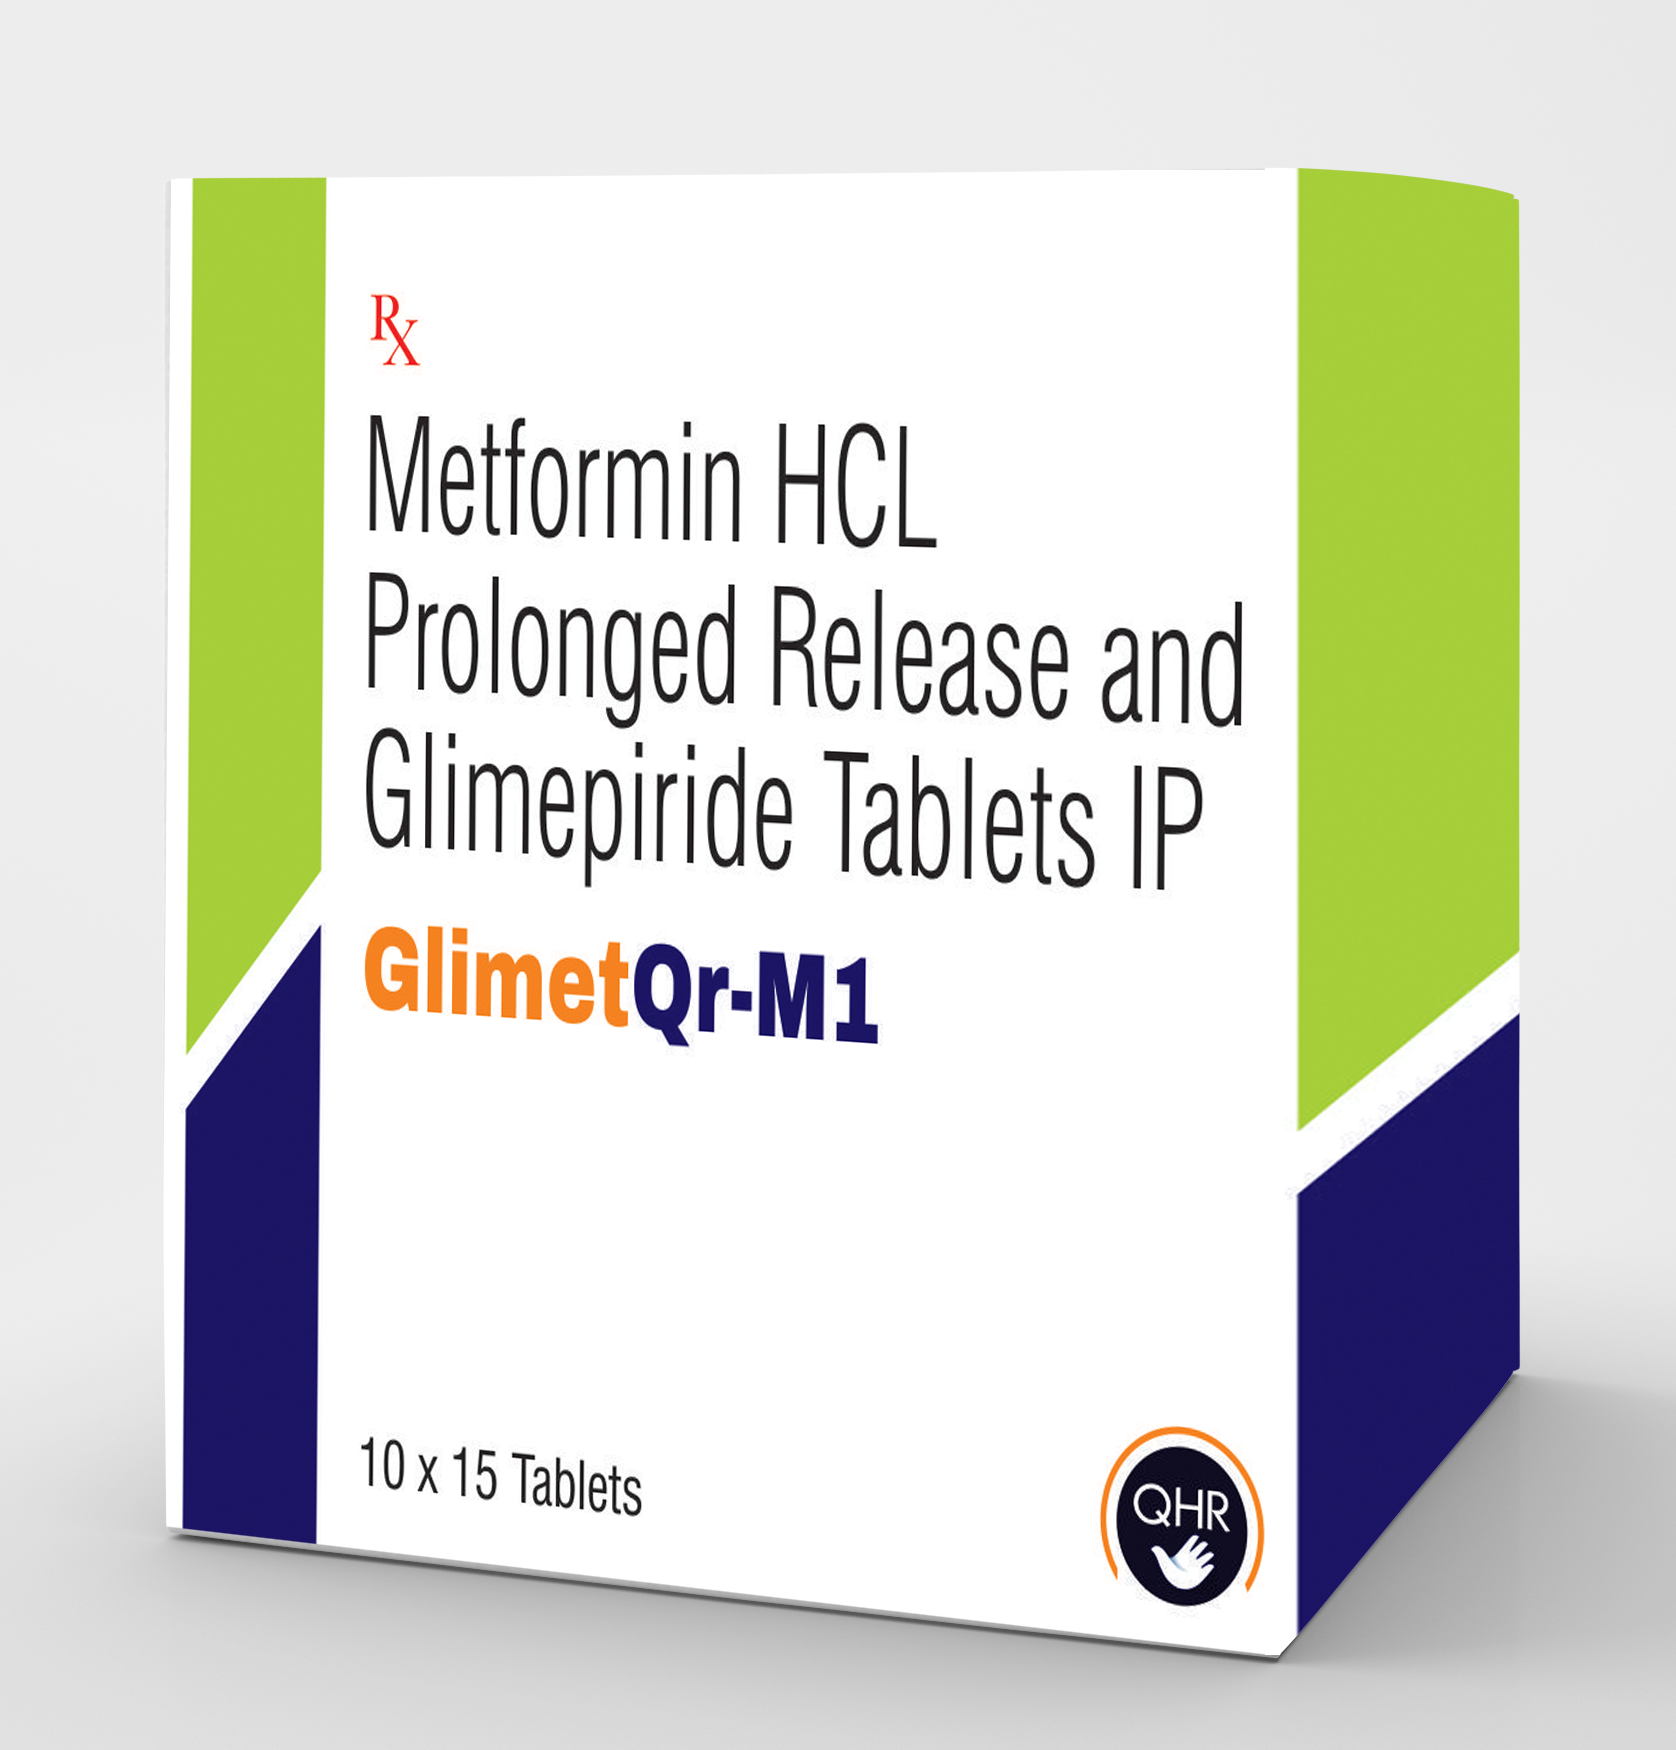 Rx
Metformin HCL
Prolonged Release and
Glimepiride Tablets IP
GlimetQr-M1
10 x 15 Tablets
QHR